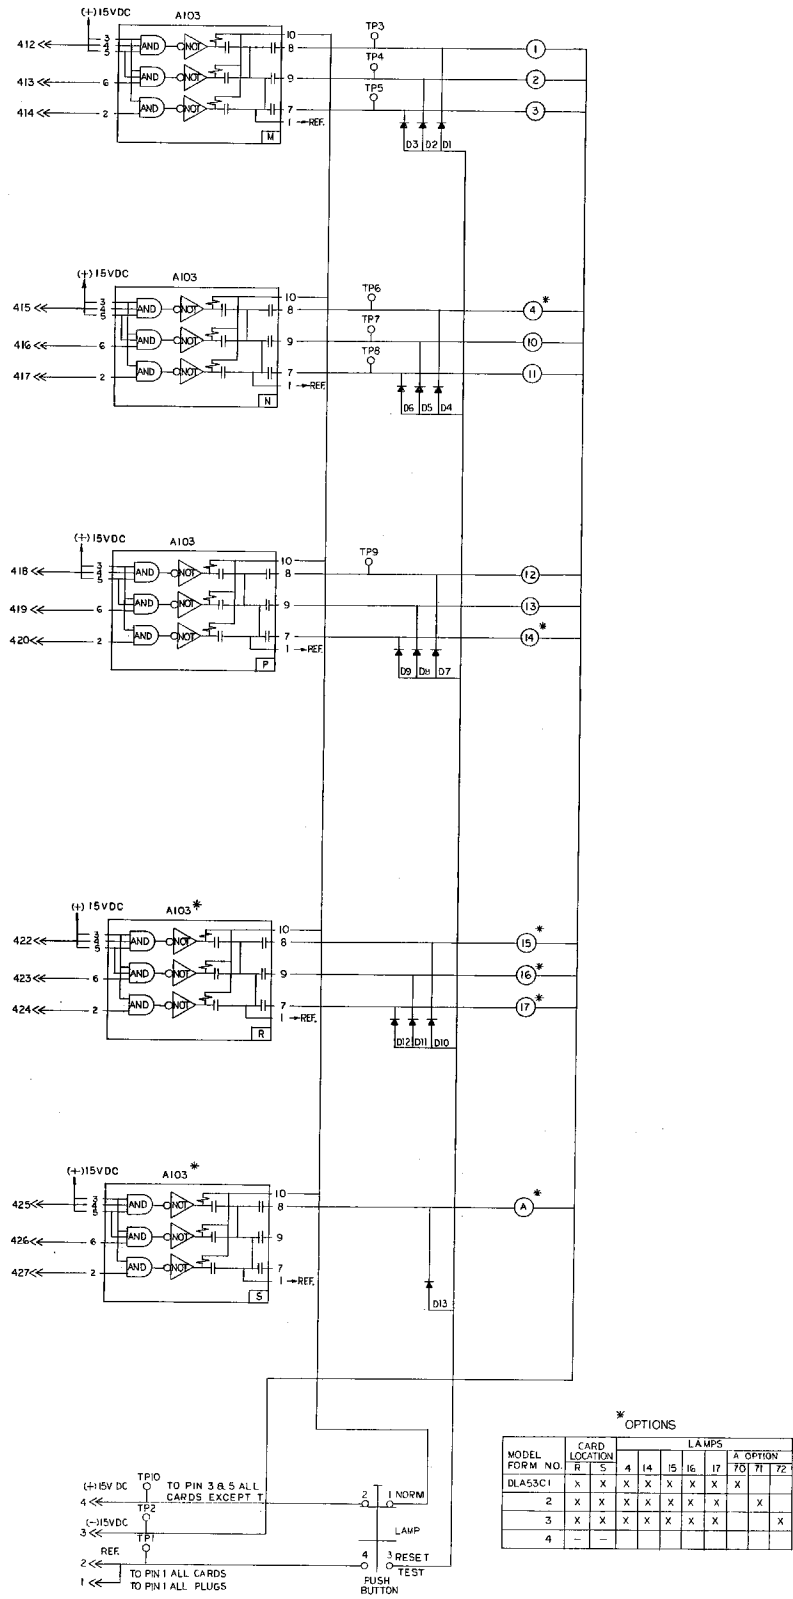 A103
(+)15VDC
412 3 4 5 AND NOT 10 8 TP3 1
413 6 AND NOT 9 TP4 2
414 2 AND NOT 7 TP5 3
1 REF.
M
D3 D2 D1
(+)15VDC
A103
415 3 4 5 AND NOT 10 8 TP6 4 *
416 6 AND NOT 9 TP7 10
417 2 AND NOT 7 TP8 11
1 REF.
N
D6 D5 D4
(+)15VDC
A103
418 3 4 5 AND NOT 10 8 TP9 12
419 6 AND NOT 9 13
420 2 AND NOT 7 14 *
1 REF.
P
D9 D8 D7
(+)15VDC
A103*
422 3 4 5 AND NOT 10 8 15 *
423 6 AND NOT 9 16 *
424 2 AND NOT 7 17 *
1 REF.
R
D12 D11 D10
(+)15VDC
A103 *
425 3 4 5 AND NOT 10 8 A *
426 6 AND NOT 9
427 2 AND NOT 7
1 REF.
S
D13
(+)15V DC TP10 TO PIN 3 & 5 ALL
4 CARDS EXCEPT T 2 1 NORM
TP2
(-)15VDC
3 LAMP
TP1
REF.
2 4 3 RESET
TEST
TO PIN 1 ALL CARDS
1 TO PIN 1 ALL PLUGS
PUSH
BUTTON
*OPTIONS
MODEL FORM NO. CARD LOCATION LAMPS
A OPTION
R S 4 14 15 16 17 70 71 72
DLA53C1 X X X X X X X X
2 X X X X X X X X
3 X X X X X X X X
4 – –